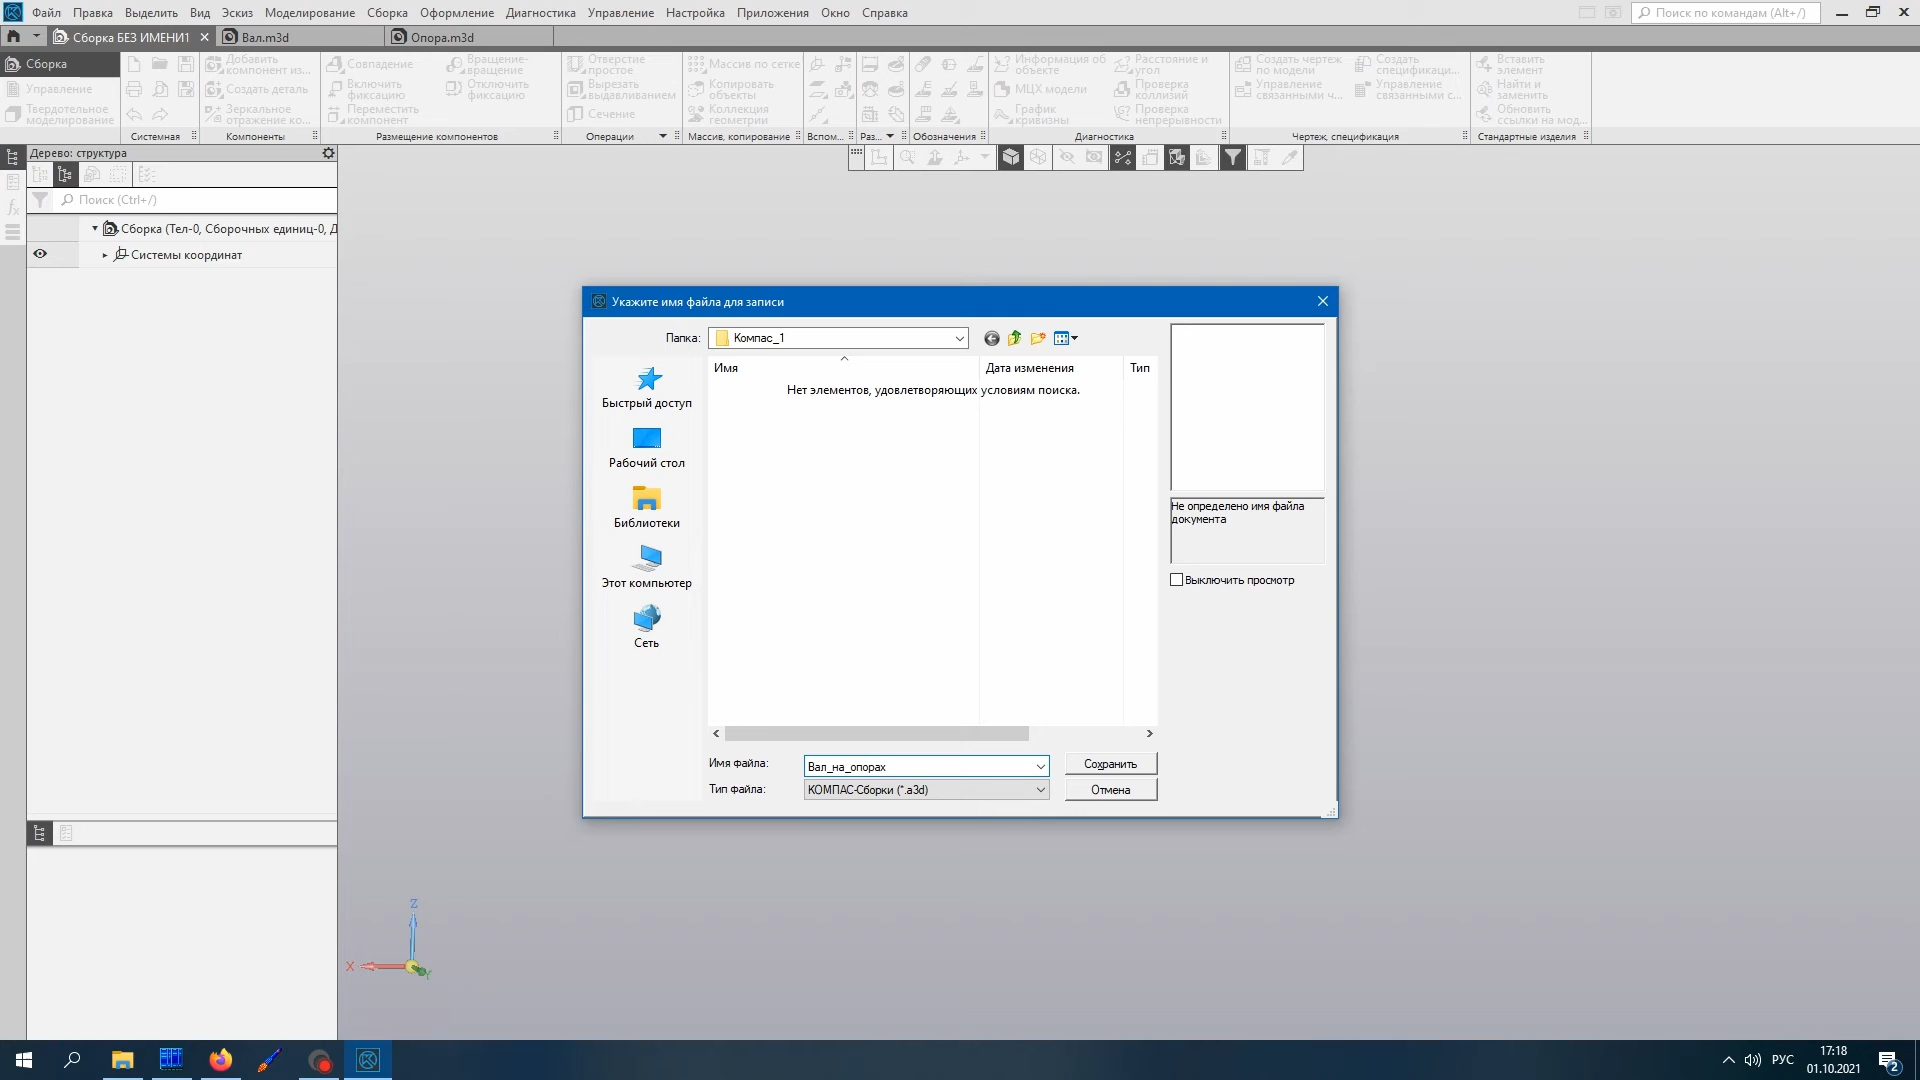 Файл Правка Выделить Вид Эскиз Моделирование Сборка Оформление Диагностика Управление Настройка Приложения Окно Справка
Поиск по командам (Alt+/)
Сборка БЕЗ ИМЕНИ1
Вал.m3d
Опора.m3d
Сборка
Управление
Твердотельное
моделирование
Системная
Добавить
компонент из...
Создать деталь
Зеркальное
отражение ко...
Компоненты
Совпадение
Включить
фиксацию
Переместить
компонент
Вращение-
вращение
Отключить
фиксацию
Размещение компонентов
Отверстие
простое
Вырезать
выдавливанием
Сечение
Операции
Массив по сетке
Копировать
объекты
Коллекция
геометрии
Массив, копирование
Вспом...
Раз...
Обозначения
Информация об
объекте
МЦХ модели
График
кривизны
Расстояние и
угол
Проверка
коллизий
Проверка
непрерывности
Диагностика
Создать чертеж
по модели
Управление
связанными ч...
Создать
спецификаци...
Управление
связанными с...
Чертеж, спецификация
Вставить
элемент
Найти и
заменить
Обновить
ссылки на мод...
Стандартные изделия
Дерево: структура
Поиск (Ctrl+/)
Сборка (Тел-0, Сборочных единиц-0, Д
Системы координат
Укажите имя файла для записи
Папка:
Компас_1
Имя
Дата изменения
Тип
Нет элементов, удовлетворяющих условиям поиска.
Быстрый доступ
Рабочий стол
Библиотеки
Этот компьютер
Сеть
Не определено имя файла
документа
Выключить просмотр
Имя файла:
Вал_на_опорах
Сохранить
Тип файла:
КОМПАС-Сборки (*.a3d)
Отмена
Z
X
Y
РУС
17:18
01.10.2021
2